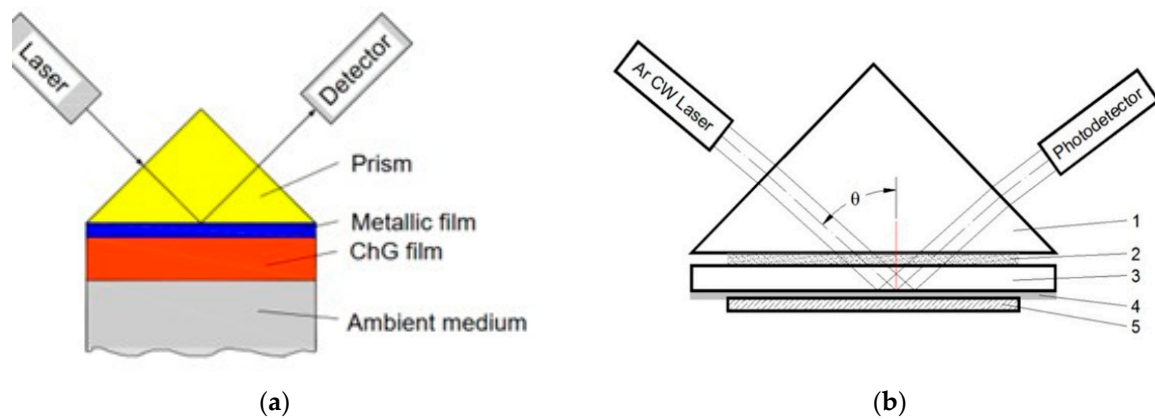 Laser
Detector
Prism
Metallic film
ChG film
Ambient medium
(a)
Ar CW Laser
Photodetector
θ
1
2
3
4
5
(b)